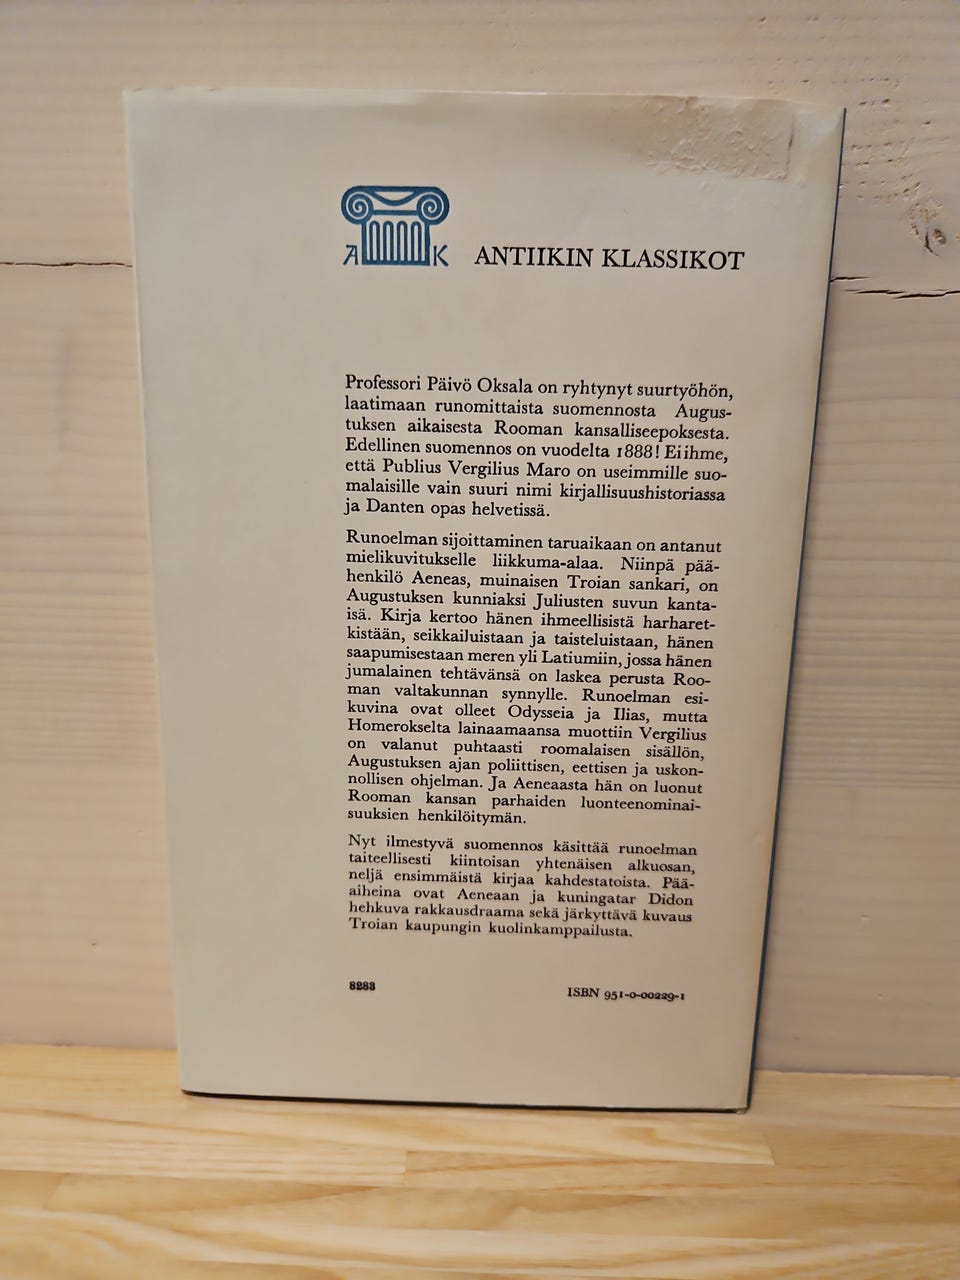 A K ANTIIKIN KLASSIKOT
Professori Päivö Oksala on ryhtynyt suurtyöhön,
laatimaan runomittaista suomennosta Augus-
tuksen aikaisesta Rooman kansalliseepoksesta.
Edellinen suomennos on vuodelta 1888! Ei ihme,
että Publius Vergilius Maro on useimmille suo-
malaisille vain suuri nimi kirjallisuushistoriassa
ja Danten opas helvetissä.
Runoelman sijoittaminen taruaikaan on antanut
mielikuvitukselle liikkuma-alaa. Niinpä pää-
henkilö Aeneas, muinaisen Troian sankari, on
Augustuksen kunniaksi Juliusten suvun kanta-
isä. Kirja kertoo hänen ihmeellisistä harharet-
kistään, seikkailuistaan ja taisteluistaan, hänen
saapumisestaan meren yli Latiumiin, jossa hänen
jumalainen tehtävänsä on laskea perusta Roo-
man valtakunnan synnylle. Runoelman esi-
kuvina ovat olleet Odysseia ja Ilias, mutta
Homerokselta lainaamaansa muottiin Vergilius
on valanut puhtaasti roomalaisen sisällön,
Augustuksen ajan poliittisen, eettisen ja uskon-
nollisen ohjelman. Ja Aeneaasta hän on luonut
Rooman kansan parhaiden luonteenominai-
suuksien henkilöitymän.
Nyt ilmestyvä suomennos käsittää runoelman
taiteellisesti kiintoisan yhtenäisen alkuosan,
neljä ensimmäistä kirjaa kahdestatoista. Pää-
aiheina ovat Aeneaan ja kuningatar Didon
hehkuva rakkausdraama sekä järkyttävä kuvaus
Troian kaupungin kuolinkamppailusta.
8283
ISBN 951-0-00229-1